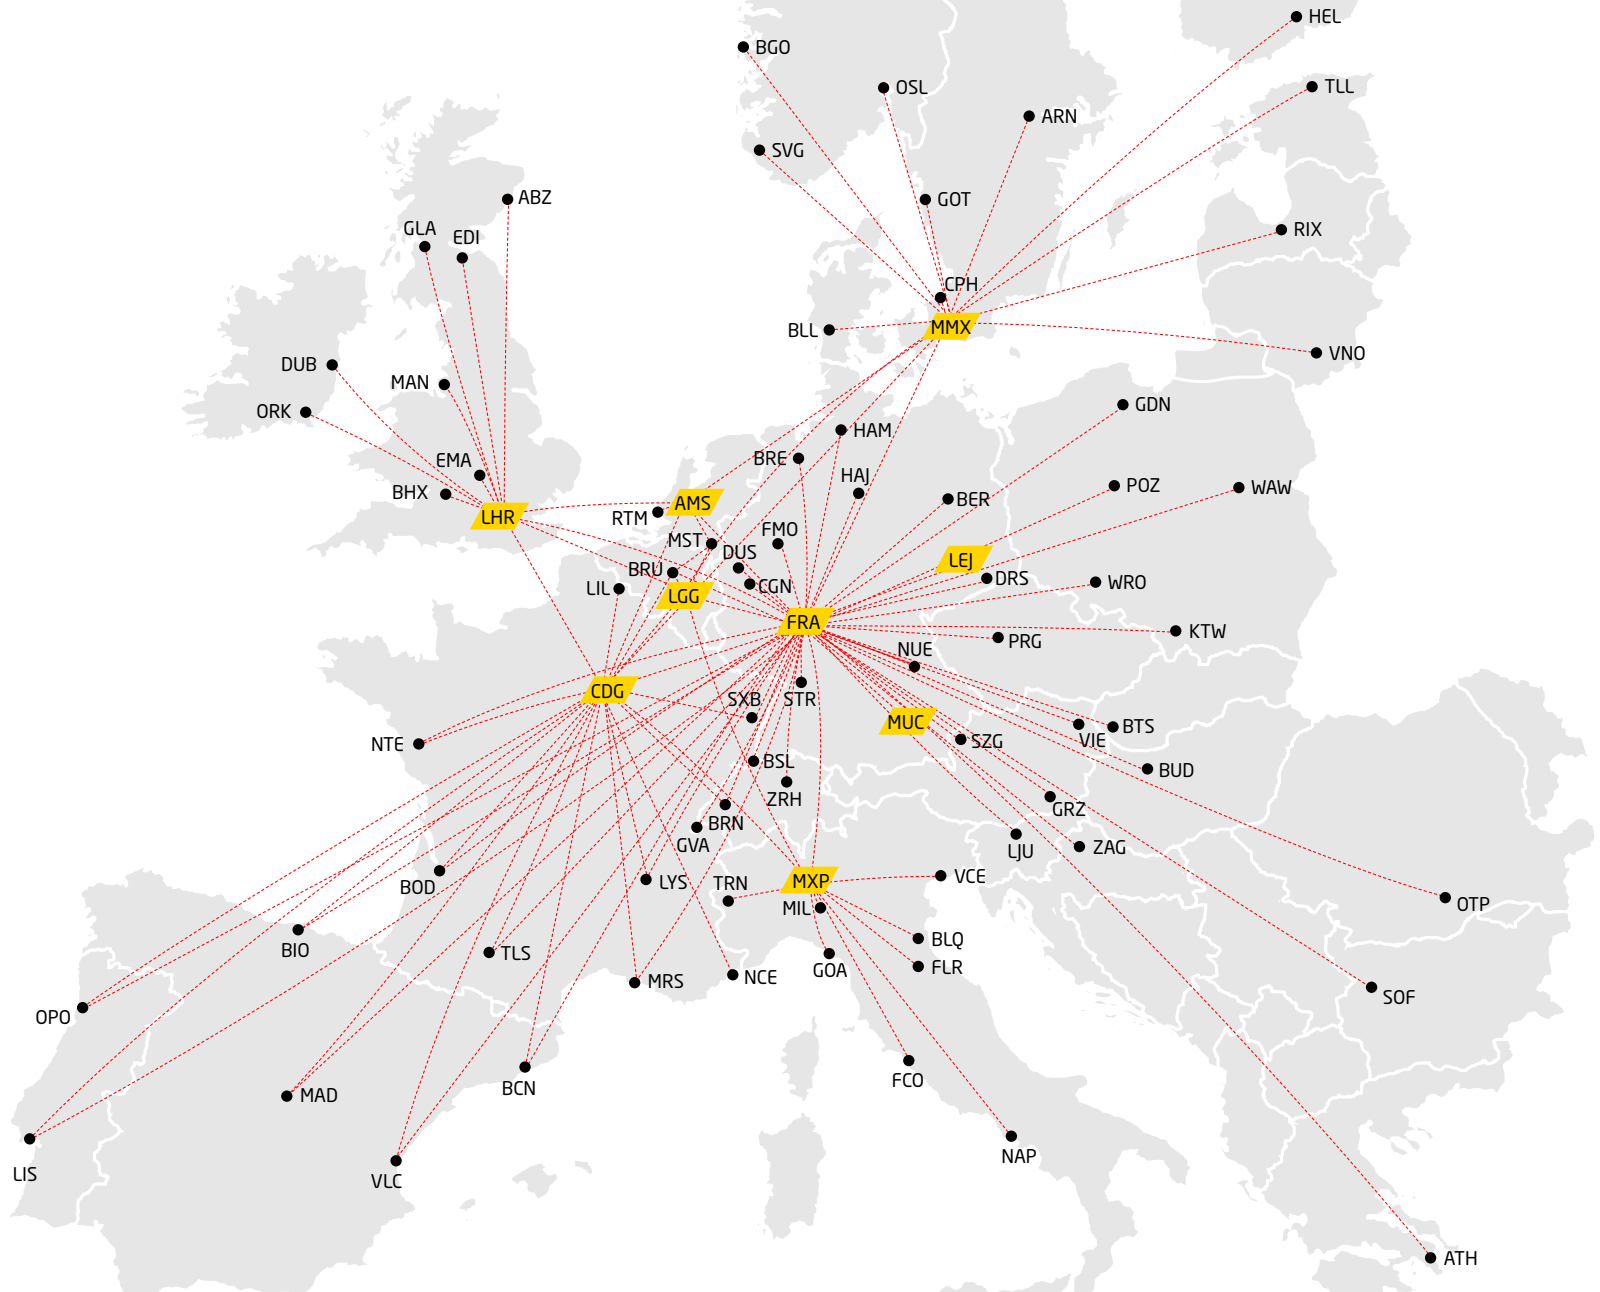 HEL
BGO
TLL
OSL
ARN
SVG
ABZ
GOT
GLA
EDI
RIX
CPH
MMX
BLL
VNO
DUB
MAN
ORK
GDN
HAM
BRE
EMA
HAJ
BHX
BER
POZ
WAW
AMS
LHR
RTM
FMO
MST
DUS
LEJ
BRU
DRS
WRO
LIL
CGN
LGG
FRA
KTW
PRG
NUE
CDG
SXB
STR
MUC
BTS
NTE
SZG
VIE
BSL
BUD
ZRH
GRZ
BRN
GVA
LJU
ZAG
VCE
MXP
LYS
TRN
BOD
MIL
OTP
BLQ
BIO
TLS
FLR
GOA
NCE
MRS
SOF
OPO
FCO
BCN
MAD
NAP
LIS
VLC
ATH